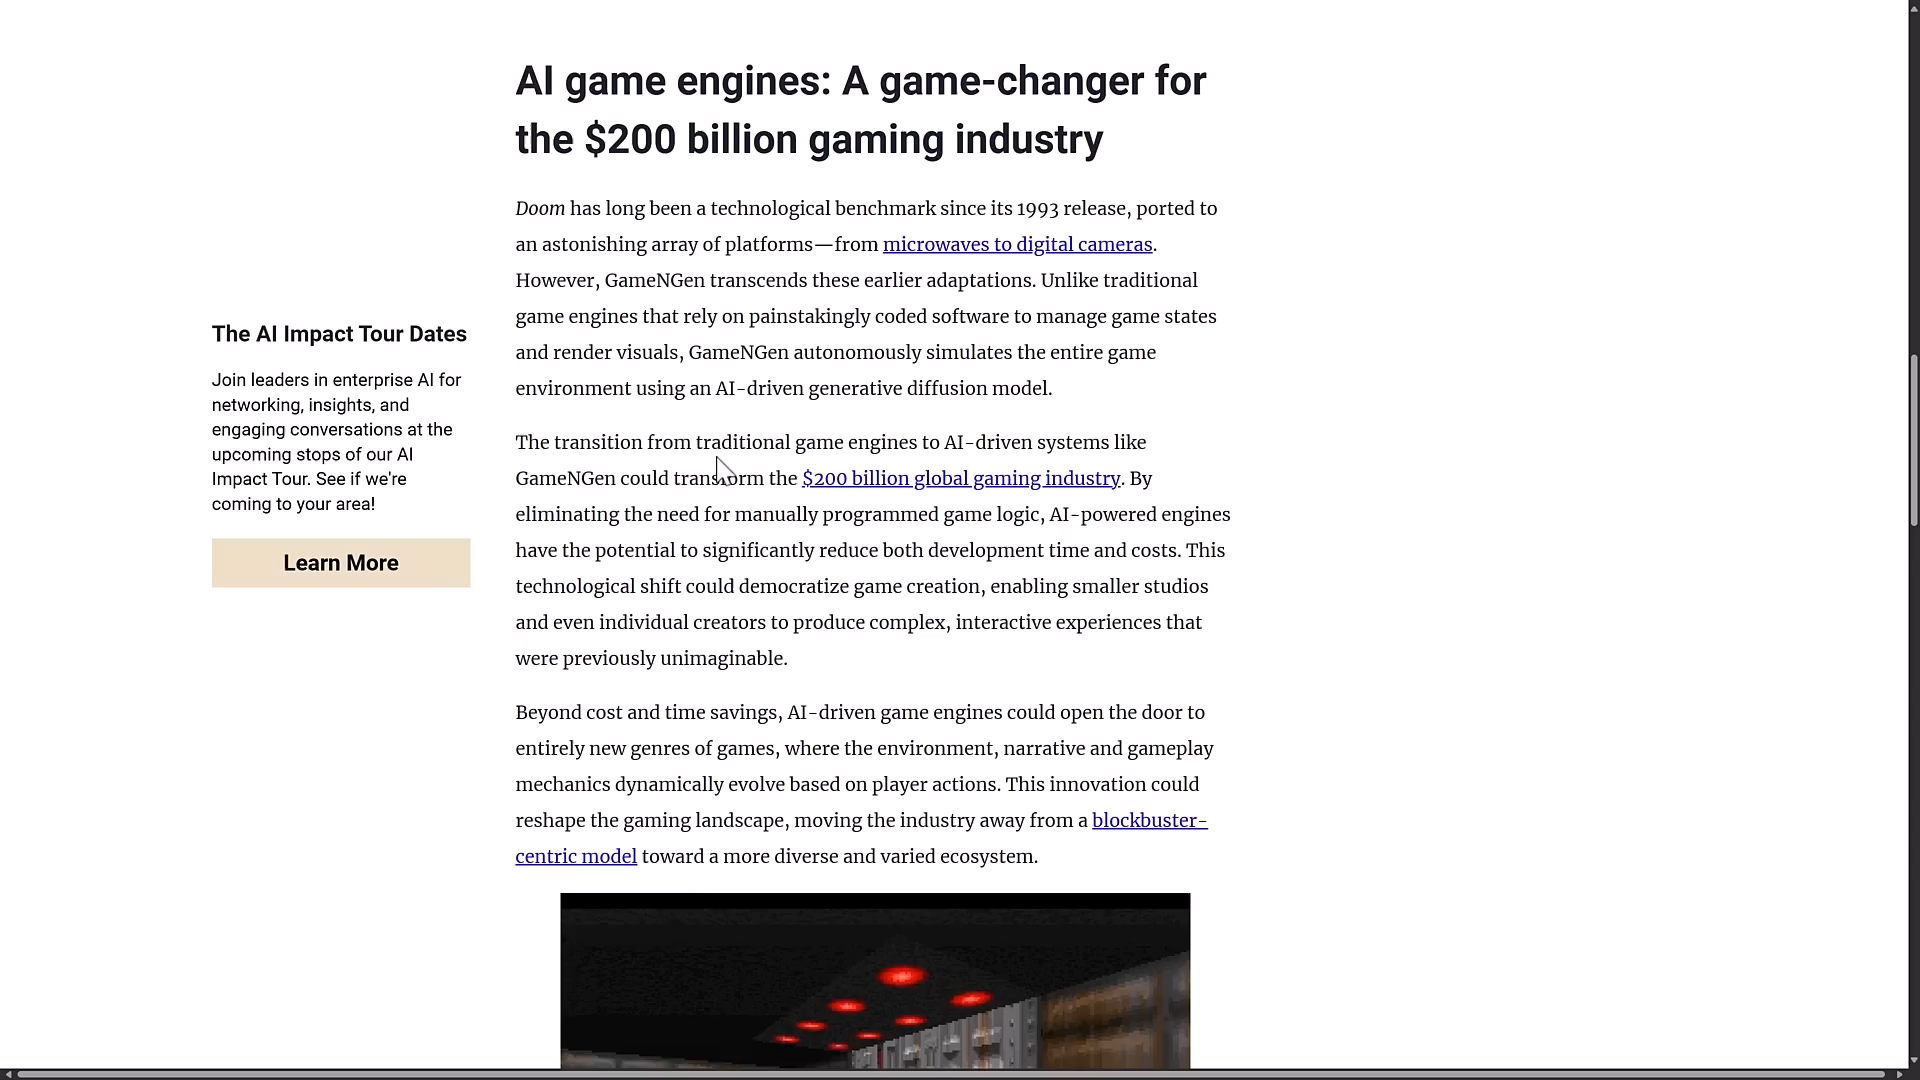 AI game engines: A game-changer for
the $200 billion gaming industry
Doom has long been a technological benchmark since its 1993 release, ported to
an astonishing array of platforms—from microwaves to digital cameras.
However, GameNGen transcends these earlier adaptations. Unlike traditional
game engines that rely on painstakingly coded software to manage game states
and render visuals, GameNGen autonomously simulates the entire game
environment using an AI-driven generative diffusion model.
The transition from traditional game engines to AI-driven systems like
GameNGen could transform the $200 billion global gaming industry. By
eliminating the need for manually programmed game logic, AI-powered engines
have the potential to significantly reduce both development time and costs. This
technological shift could democratize game creation, enabling smaller studios
and even individual creators to produce complex, interactive experiences that
were previously unimaginable.
Beyond cost and time savings, AI-driven game engines could open the door to
entirely new genres of games, where the environment, narrative and gameplay
mechanics dynamically evolve based on player actions. This innovation could
reshape the gaming landscape, moving the industry away from a blockbuster-
centric model toward a more diverse and varied ecosystem.
The AI Impact Tour Dates
Join leaders in enterprise AI for
networking, insights, and
engaging conversations at the
upcoming stops of our AI
Impact Tour. See if we're
coming to your area!
Learn More